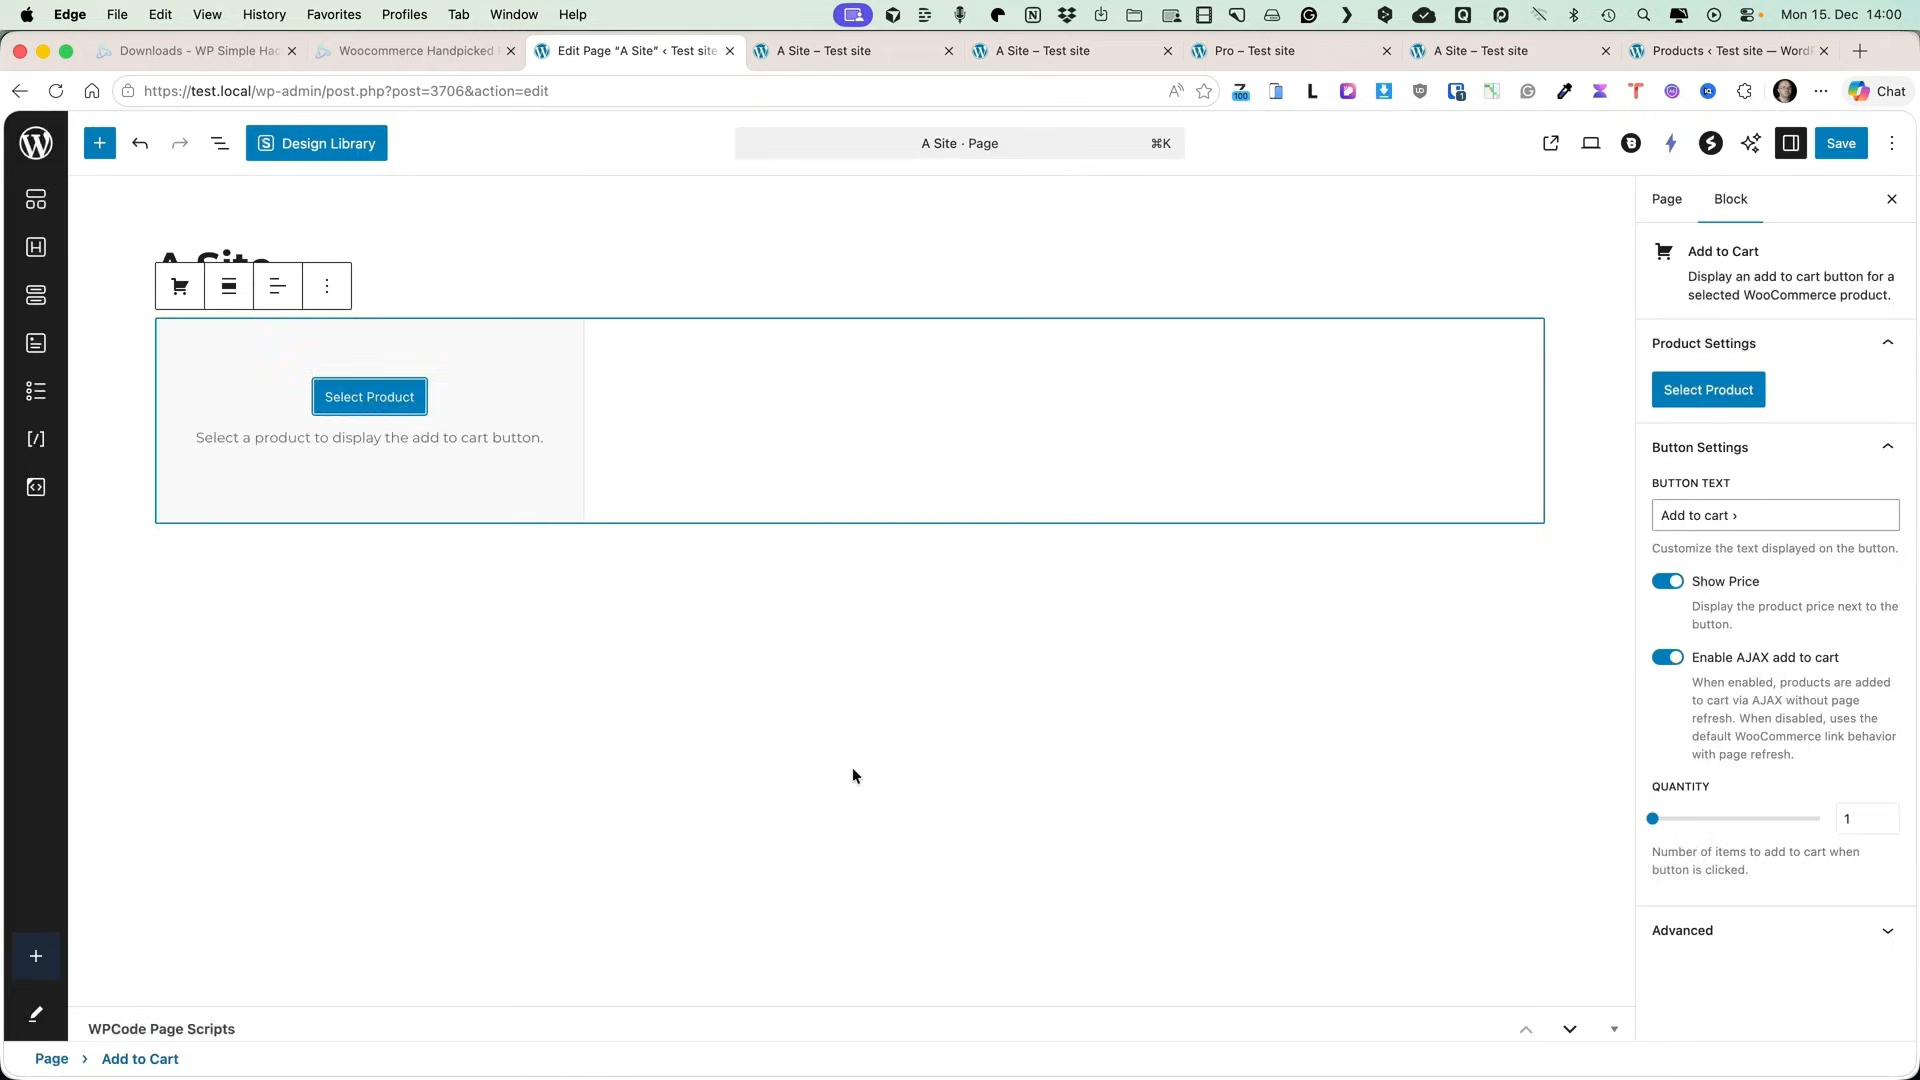 Edge File Edit View History Favorites Profiles Tab Window Help Mon 15. Dec 14:00
Downloads - WP Simple Hac
Woocommerce Handpicked
Edit Page “A Site” ‹ Test site
A Site – Test site
A Site – Test site
Pro – Test site
A Site – Test site
Products ‹ Test site — WordP
https://test.local/wp-admin/post.php?post=3706&action=edit
100
Chat
Design Library
A Site · Page ⌘K
Save
Page Block
A Site
Add to Cart
Display an add to cart button for a
selected WooCommerce product.
Select Product
Select a product to display the add to cart button.
Product Settings
Select Product
Button Settings
BUTTON TEXT
Add to cart ›
Customize the text displayed on the button.
Show Price
Display the product price next to the
button.
Enable AJAX add to cart
When enabled, products are added
to cart via AJAX without page
refresh. When disabled, uses the
default WooCommerce link behavior
with page refresh.
QUANTITY
1
Number of items to add to cart when
button is clicked.
Advanced
WPCode Page Scripts
Page › Add to Cart